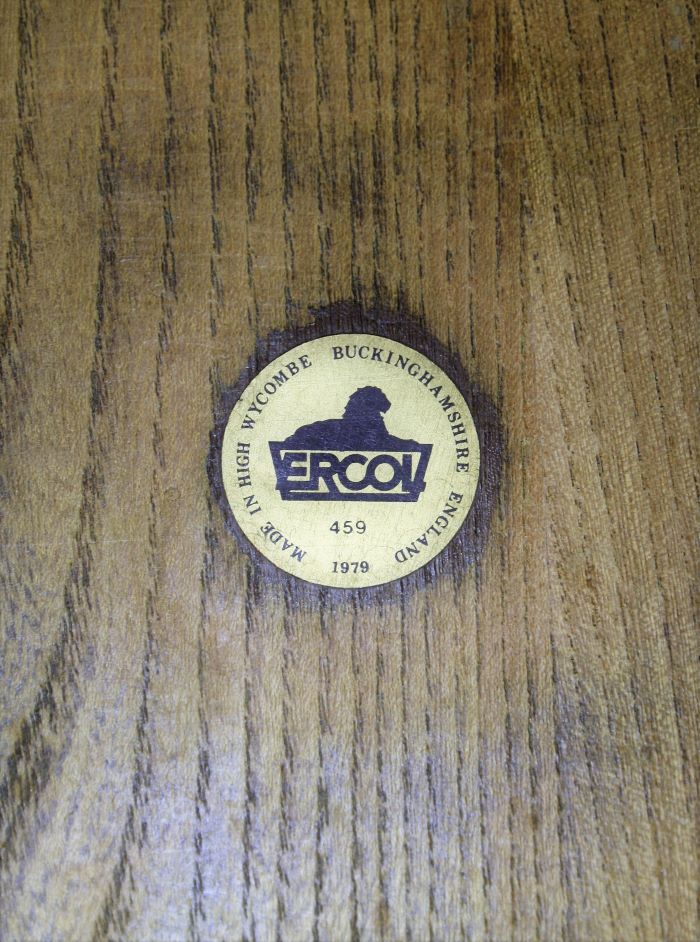 MADE IN HIGH WYCOMBE BUCKINGHAMSHIRE ENGLAND
ERCOL
459
1979